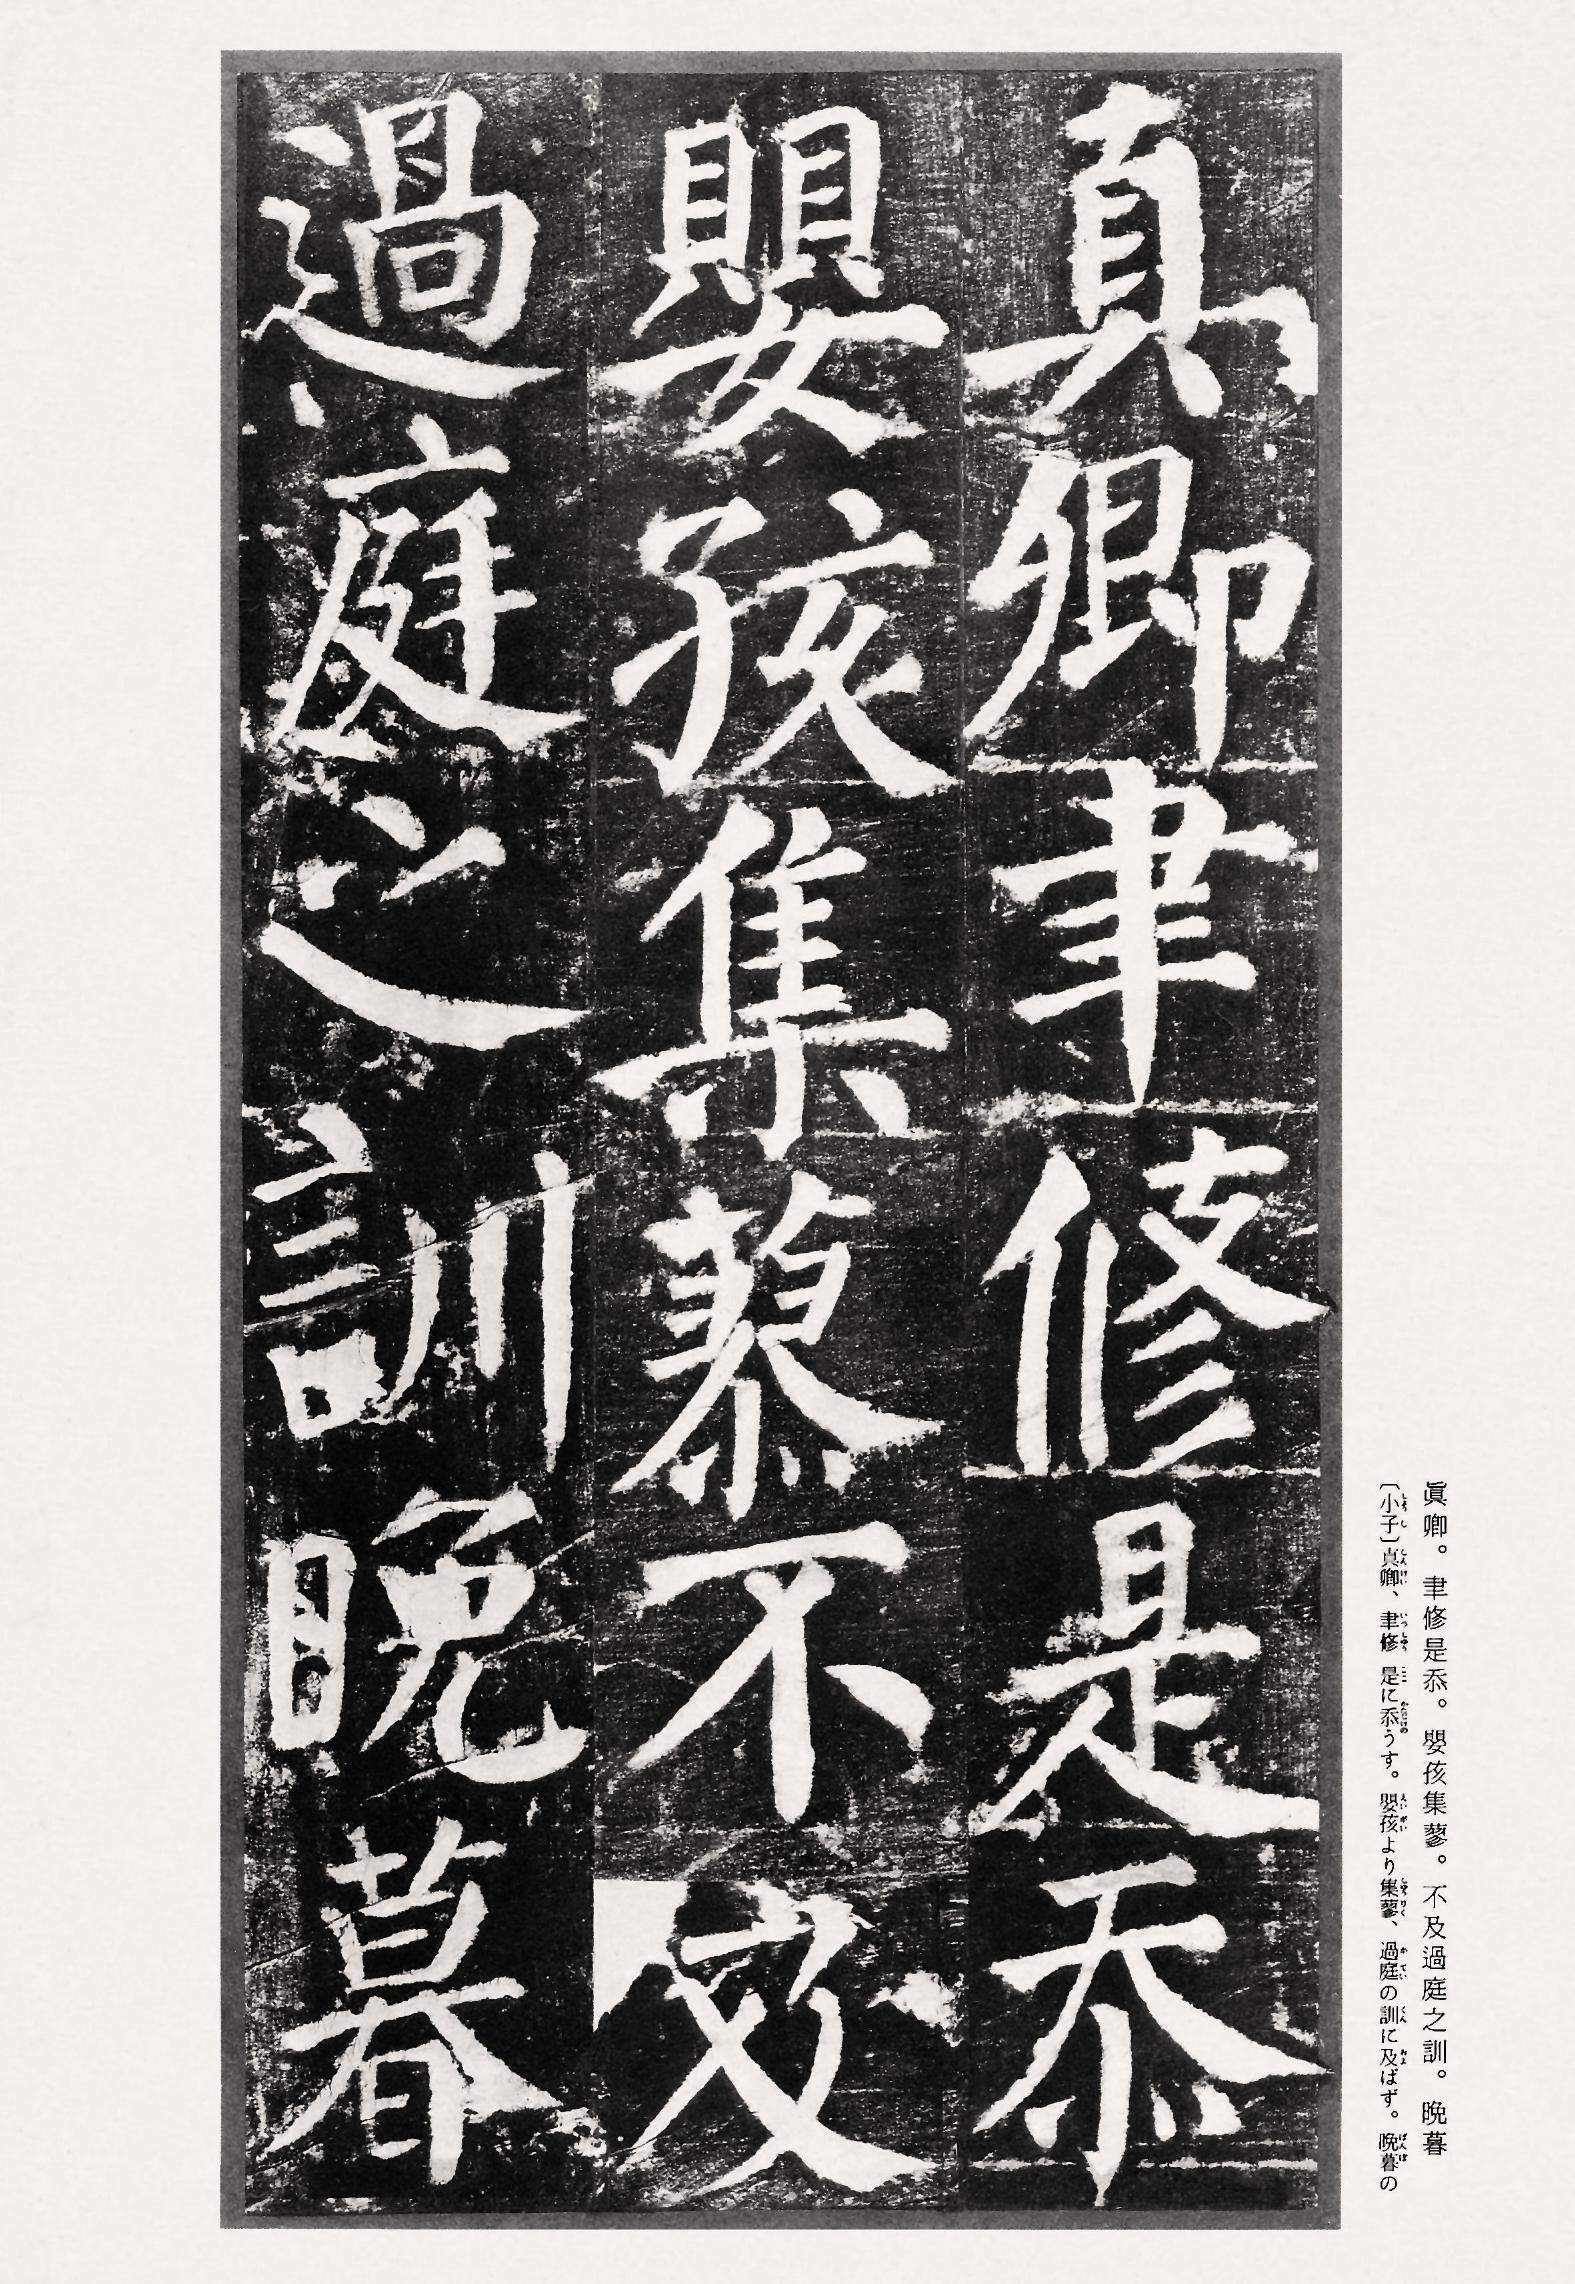 眞卿。聿修是忝。嬰孩集蓼。不及過庭之訓。晩暮
〔小子〕真卿、聿修是に忝うす。嬰孩より集蓼、過庭の訓に及ばず。晩暮の
真卿聿修是忝
嬰孩集蓼不及
過庭之訓晚暮